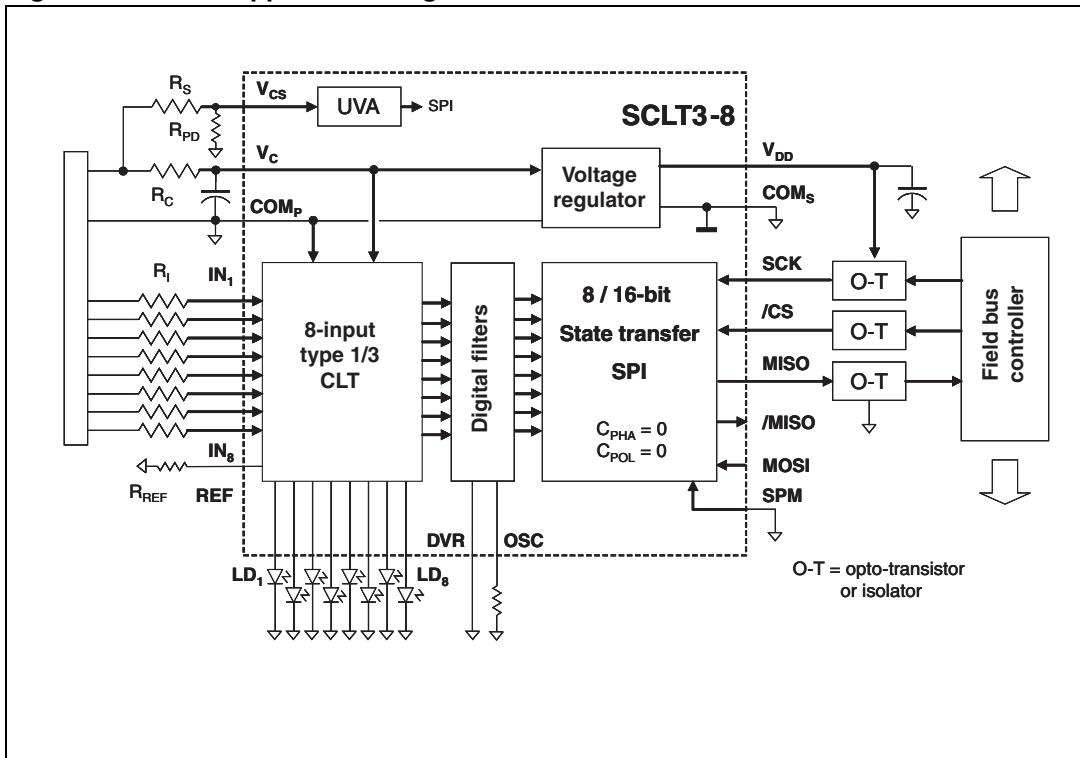 R_S
V_CS
UVA
SPI
SCLT3-8
R_PD
V_C
R_C
COM_P
Voltage
regulator
V_DD
COM_S
R_I
IN_1
8-input
type 1/3
CLT
Digital filters
8 / 16-bit
State transfer
SPI
C_PHA = 0
C_POL = 0
SCK
/CS
MISO
/MISO
MOSI
SPM
O-T
O-T
O-T
Field bus
controller
IN_8
R_REF
REF
DVR
OSC
LD_1
LD_8
O-T = opto-transistor
or isolator